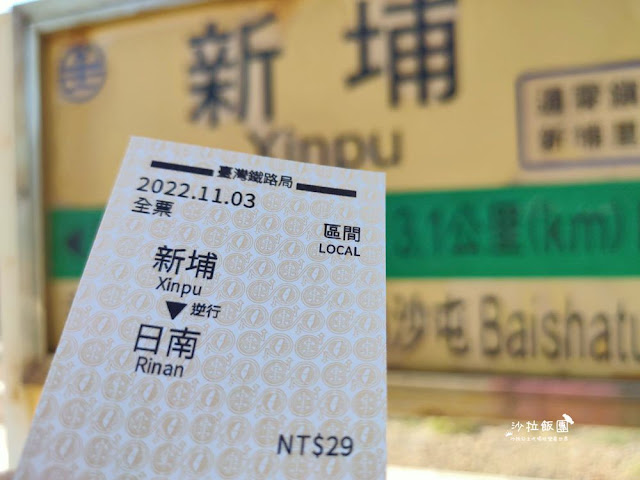 新埔
Xinpu
通霄鎮
新埔里
3.1公里(km)
沙屯 Baishatu
臺灣鐵路局
2022.11.03
全票
區間
LOCAL
新埔
Xinpu
逆行
日南
Rinan
NT$29
沙拉飯團